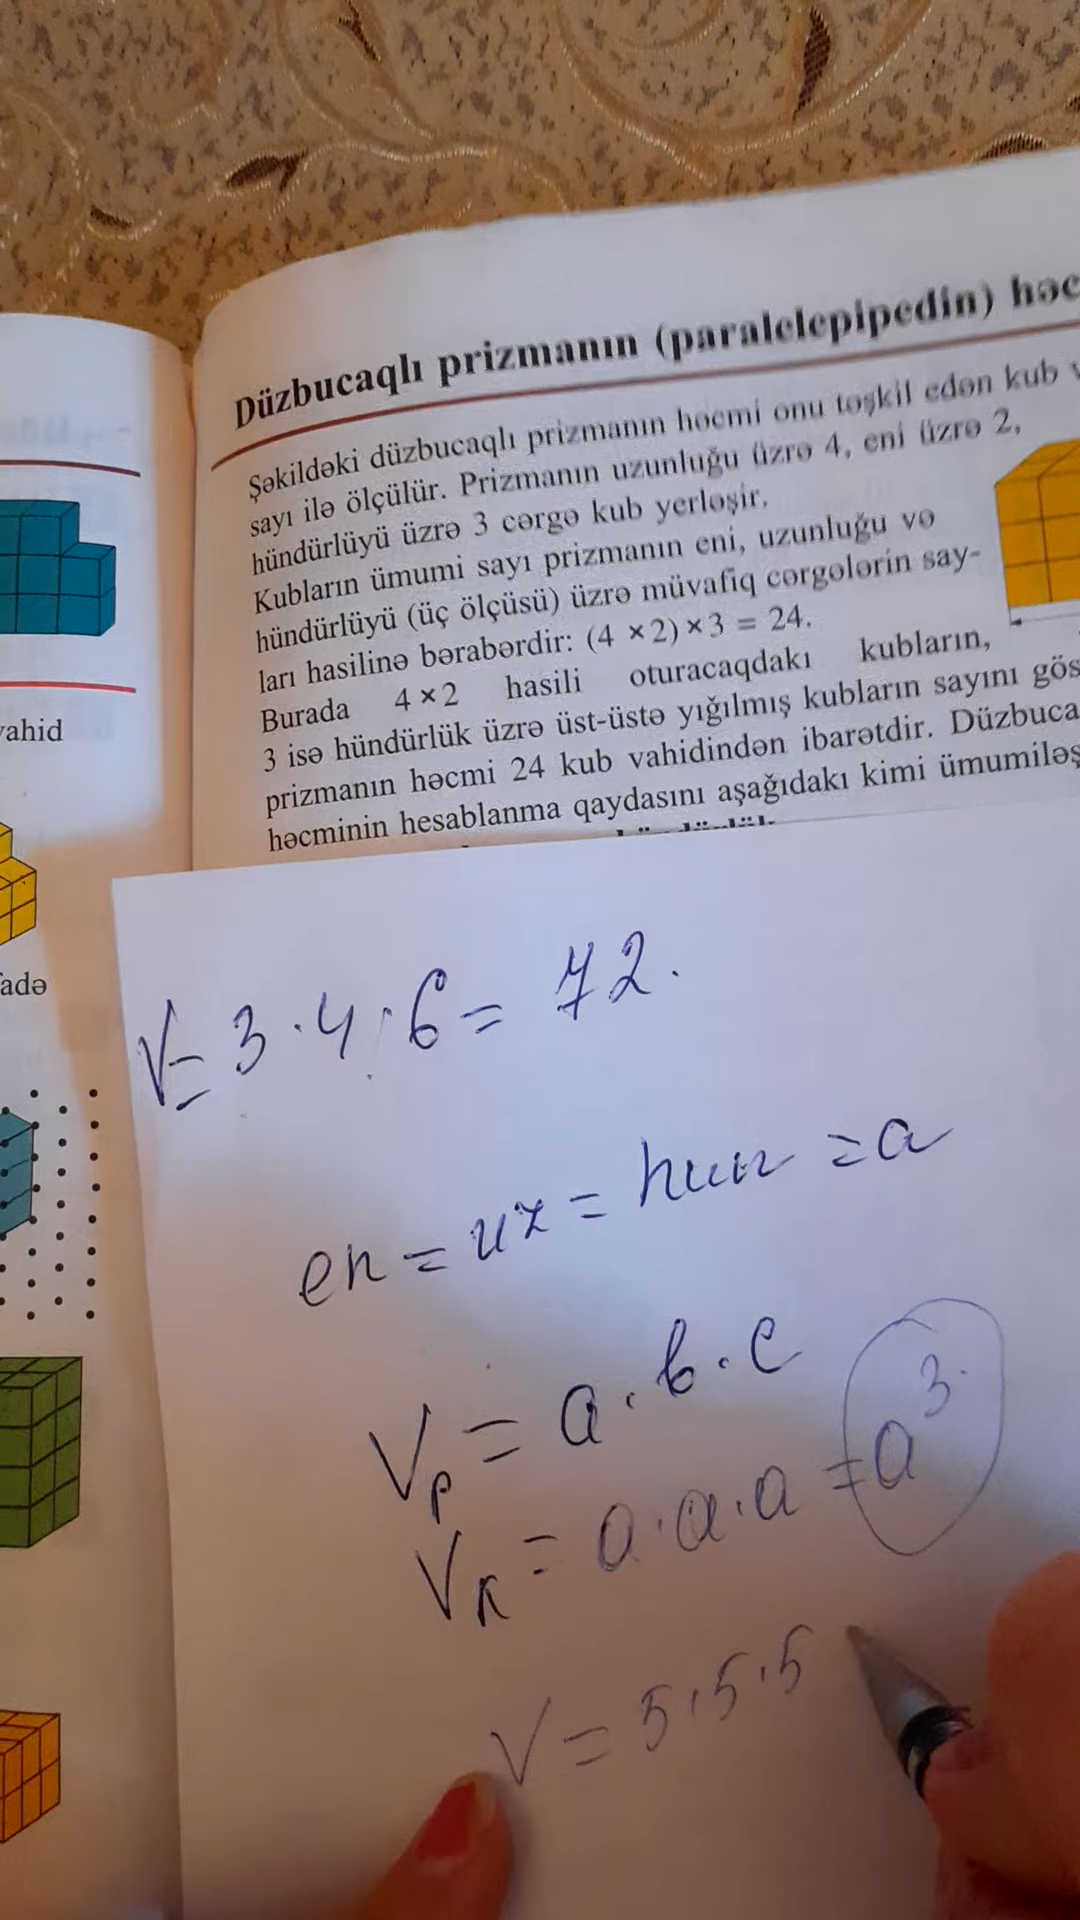 Düzbucaqlı prizmanın (paralelepipedin) həc
Şəkildəki düzbucaqlı prizmanın həcmi onu təşkil edən kub v
sayı ilə ölçülür. Prizmanın uzunluğu üzrə 4, eni üzrə 2,
hündürlüyü üzrə 3 cərgə kub yerləşir.
Kubların ümumi sayı prizmanın eni, uzunluğu və
hündürlüyü (üç ölçüsü) üzrə müvafiq cərgələrin say-
ları hasilinə bərabərdir: (4 × 2) × 3 = 24.
Burada 4 × 2 hasili oturacaqdakı kubların,
3 isə hündürlük üzrə üst-üstə yığılmış kubların sayını gös
prizmanın həcmi 24 kub vahidindən ibarətdir. Düzbuca
həcminin hesablanma qaydasını aşağıdakı kimi ümumiləş
vahid
adə
V= 3 · 4 · 6 = 72.
en = uz = hun = a
Vp = a · b · c
VK = a · a · a = a³
V = 5 · 5 · 5